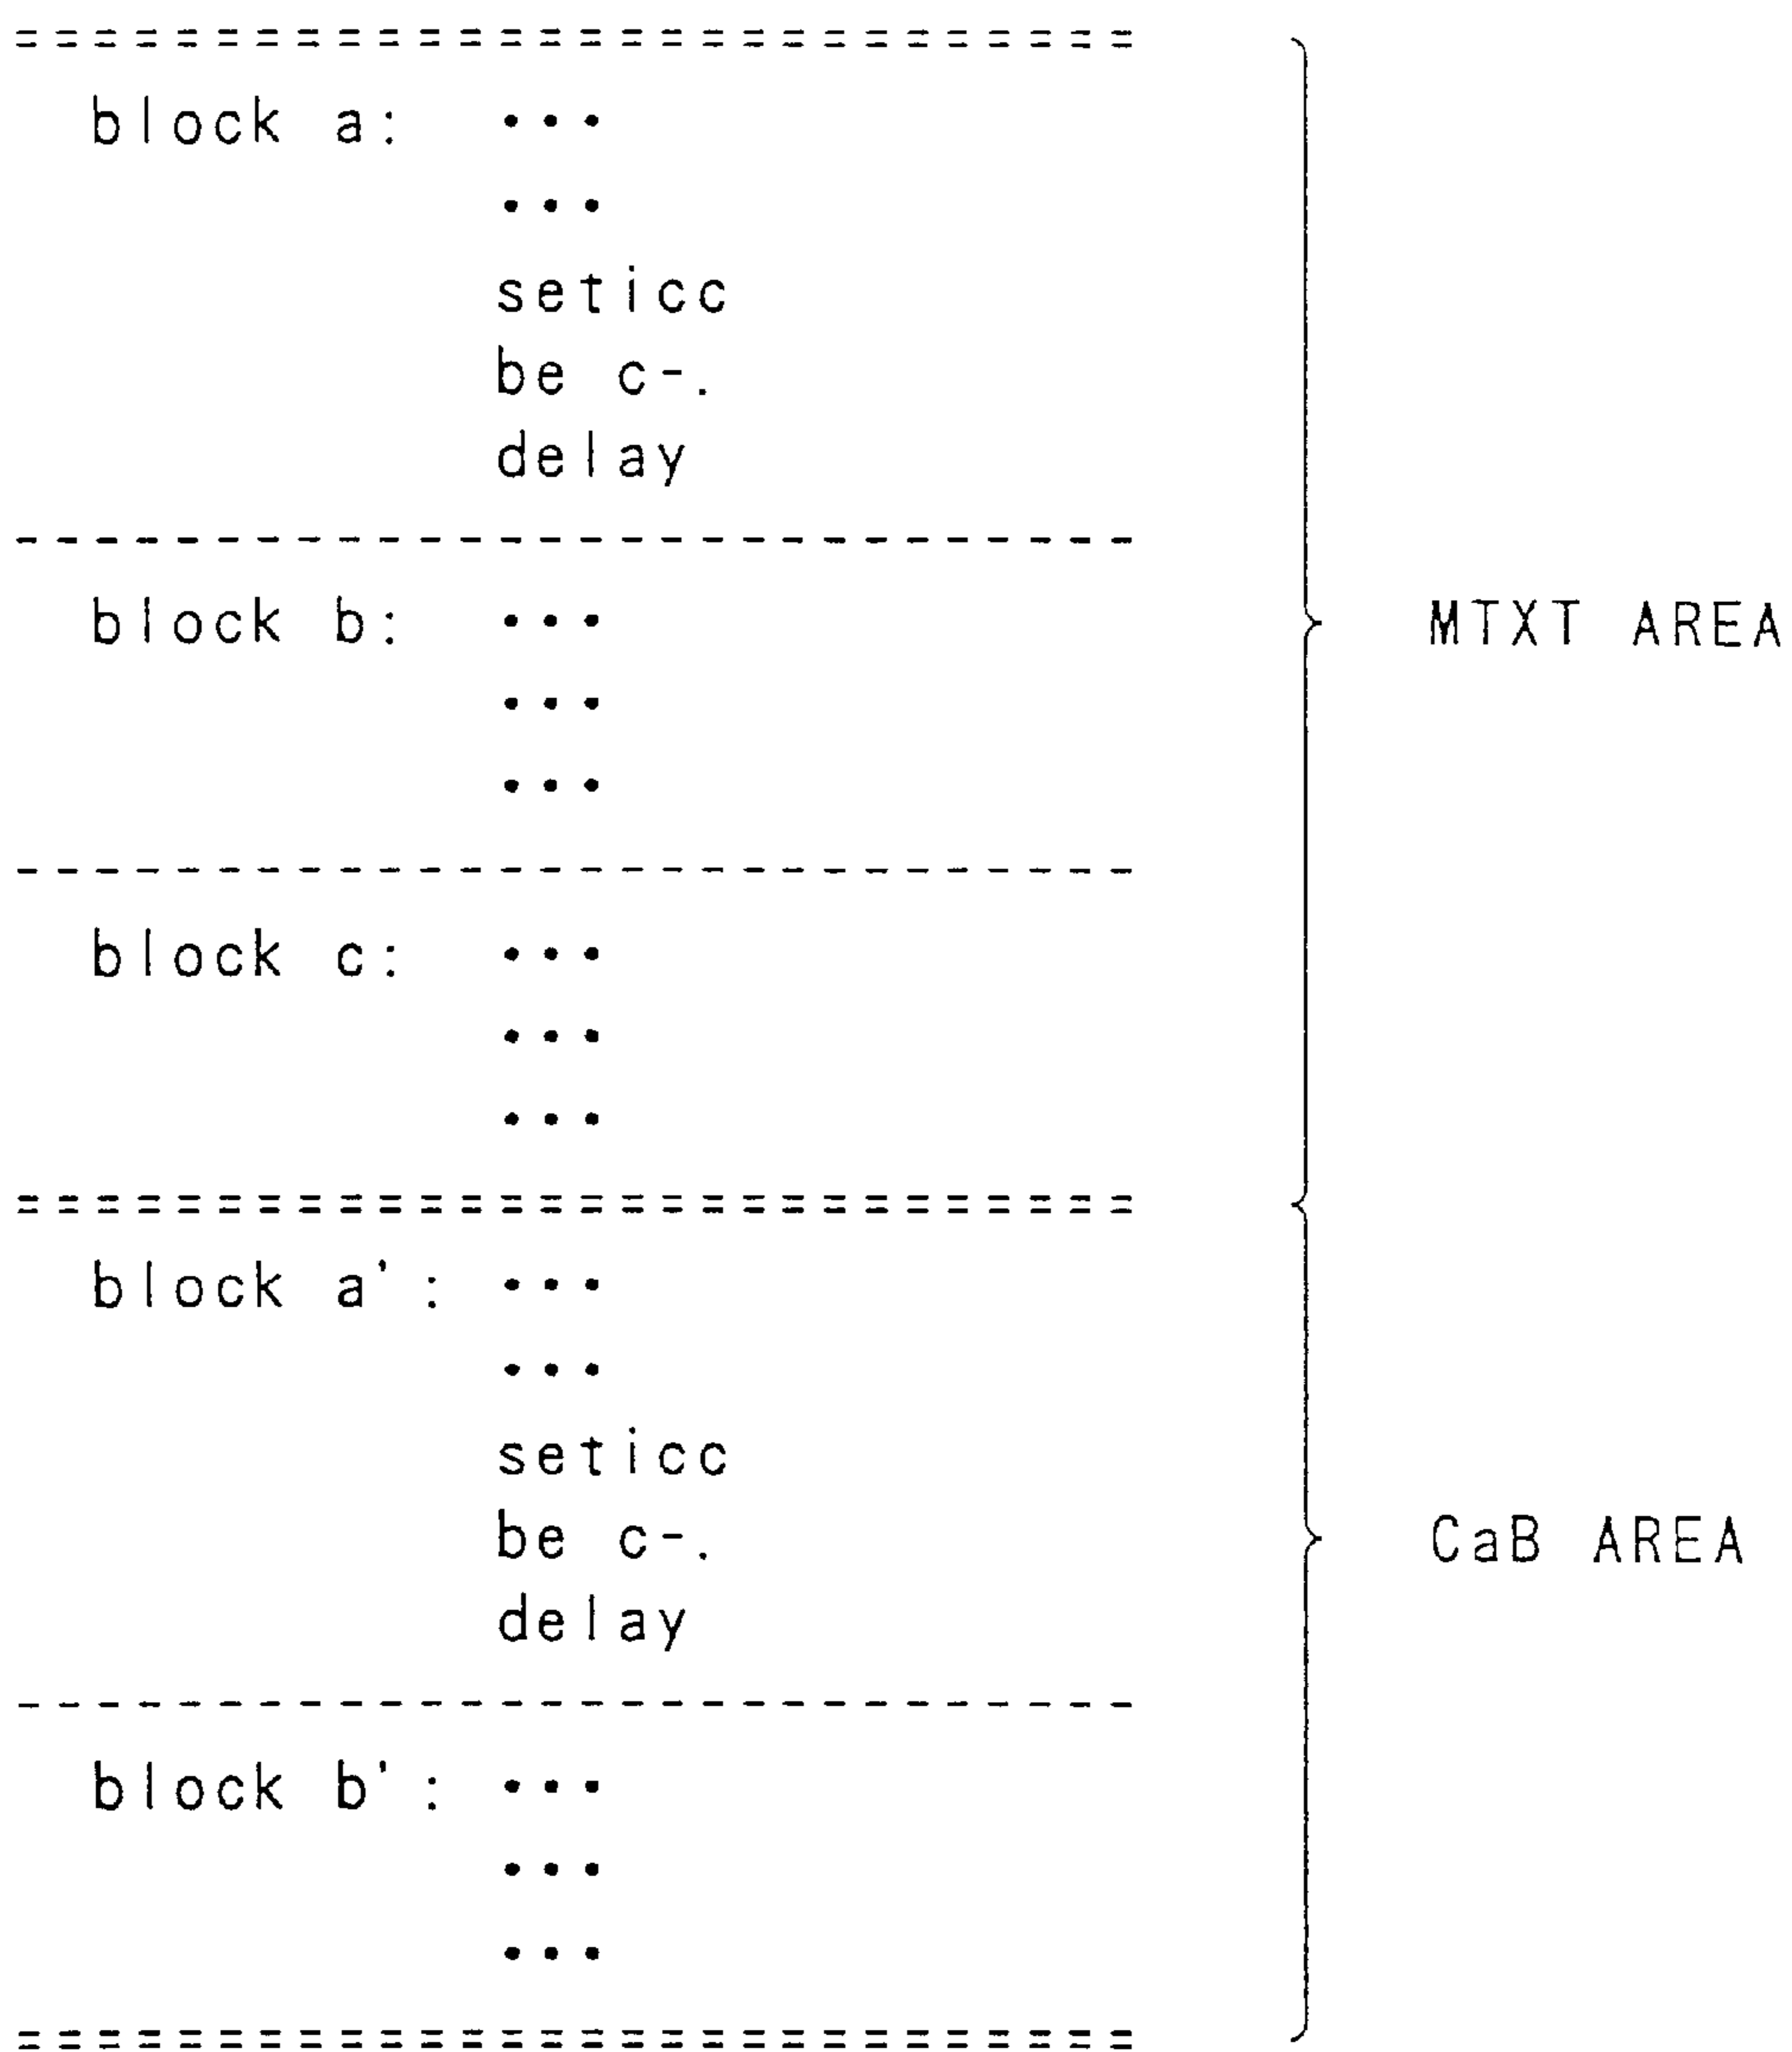 ============================
block a: ...
...
seticc
be c-.
delay
----------------------------
block b: ...
...
... MTXT AREA
----------------------------
block c: ...
...
...
============================
block a': ...
...
seticc
be c-.
delay CaB AREA
----------------------------
block b': ...
...
...
============================